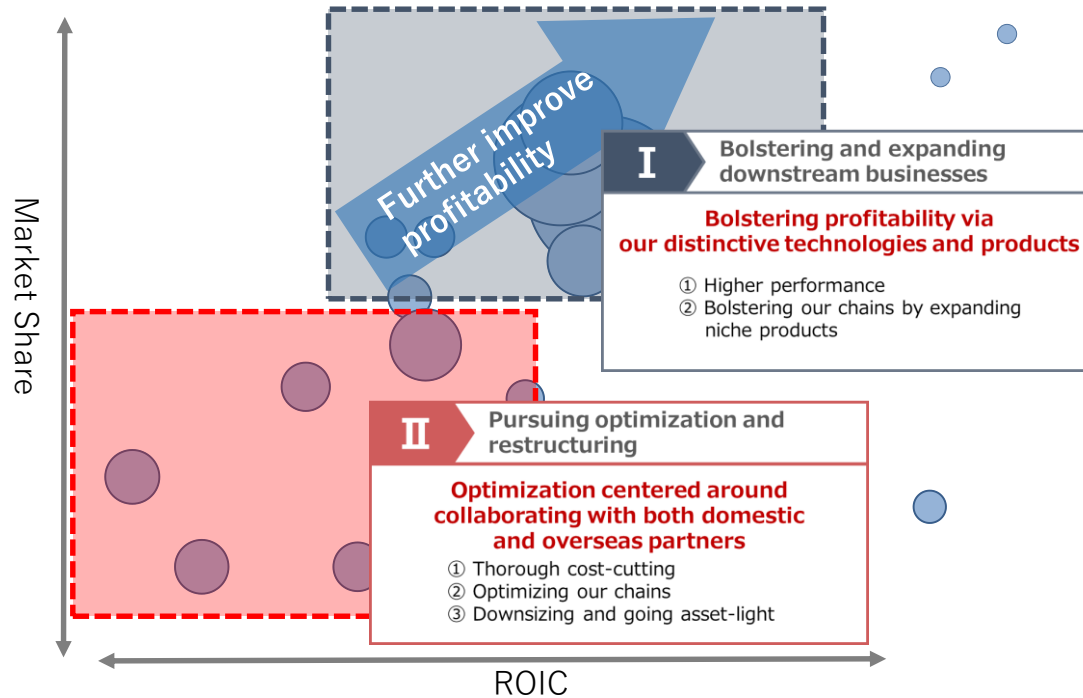 Market Share
Further improve
profitability
Ⅰ
Bolstering and expanding
downstream businesses
Bolstering profitability via
our distinctive technologies and products
① Higher performance
② Bolstering our chains by expanding
niche products
Ⅱ
Pursuing optimization and
restructuring
Optimization centered around
collaborating with both domestic
and overseas partners
① Thorough cost-cutting
② Optimizing our chains
③ Downsizing and going asset-light
ROIC